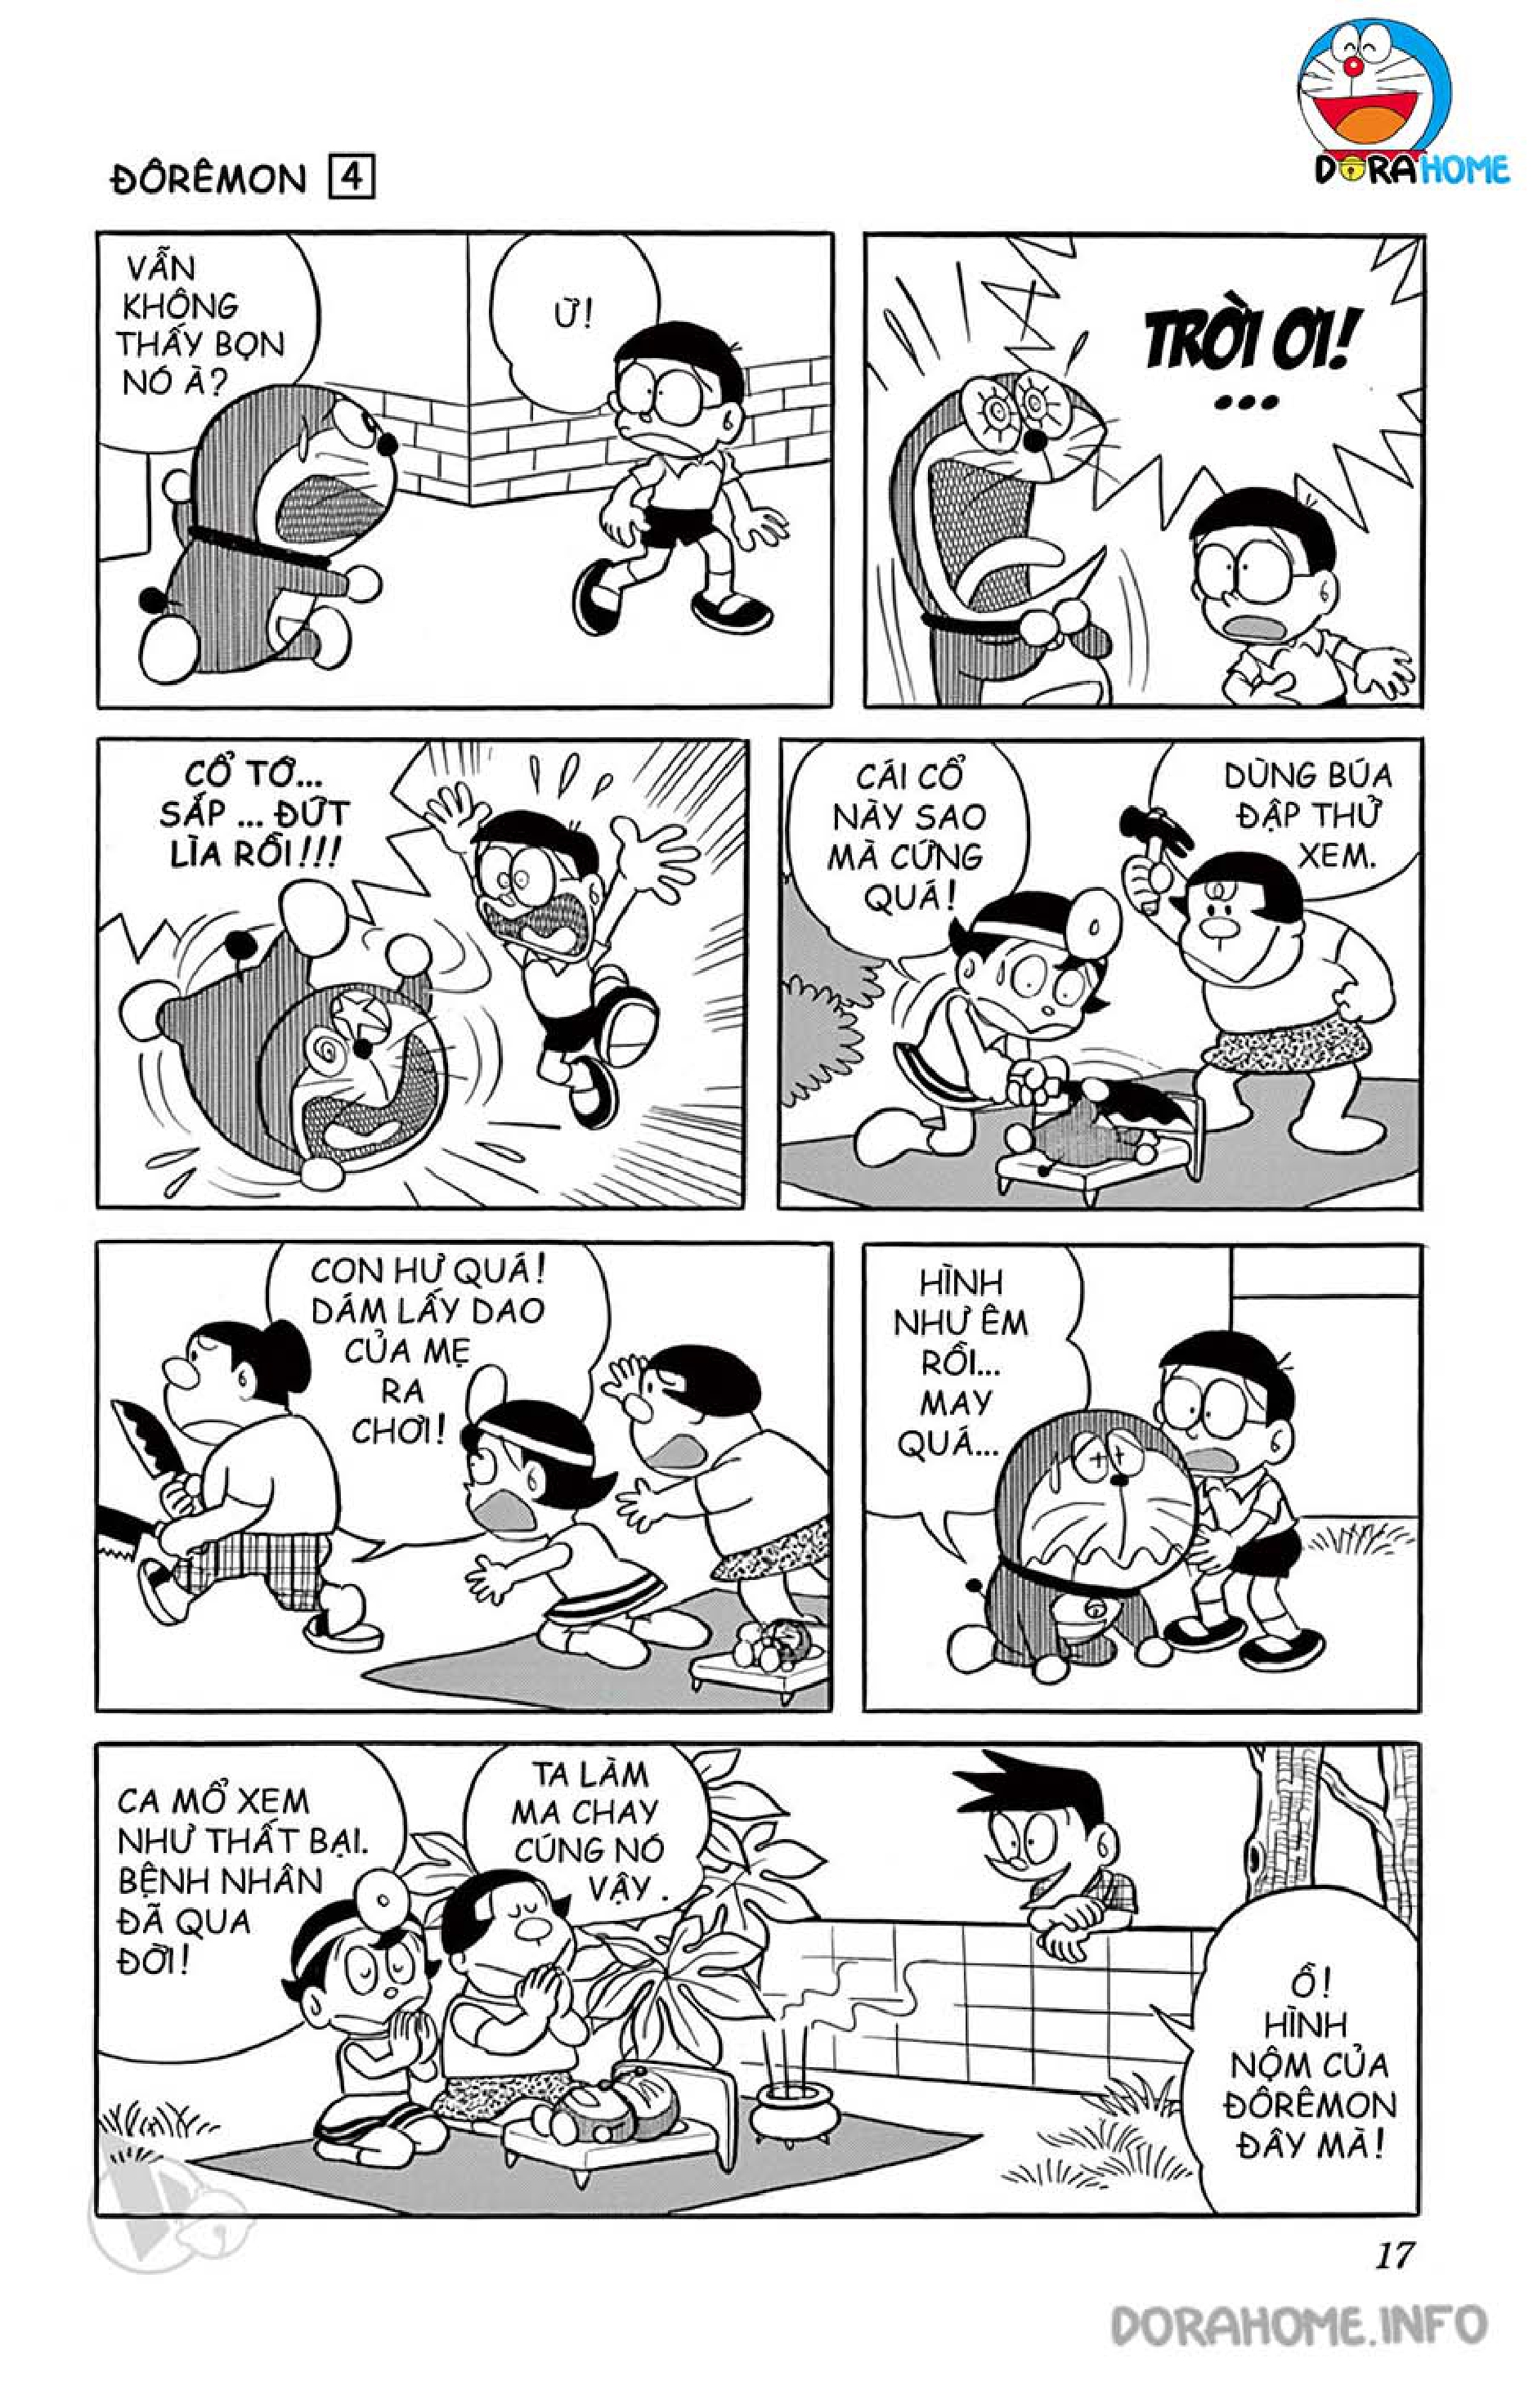 DORAHOME
ĐÔRÊMON 4
VẪN
KHÔNG
THẤY BỌN
NÓ À?
Ừ!
TRỜI ƠI!
...
CỔ TỚ...
SẮP ... ĐỨT
LÌA RỒI!!!
CÁI CỔ
NÀY SAO
MÀ CỨNG
QUÁ!
DÙNG BÚA
ĐẬP THỬ
XEM.
CON HƯ QUÁ!
DÁM LẤY DAO
CỦA MẸ
RA
CHƠI!
HÌNH
NHƯ ÊM
RỒI...
MAY
QUÁ...
CA MỔ XEM
NHƯ THẤT BẠI.
BỆNH NHÂN
ĐÃ QUA
ĐỜI!
TA LÀM
MA CHAY
CÚNG NÓ
VẬY.
Ồ!
HÌNH
NỘM CỦA
ĐÔRÊMON
ĐÂY MÀ!
17
DORAHOME.INFO